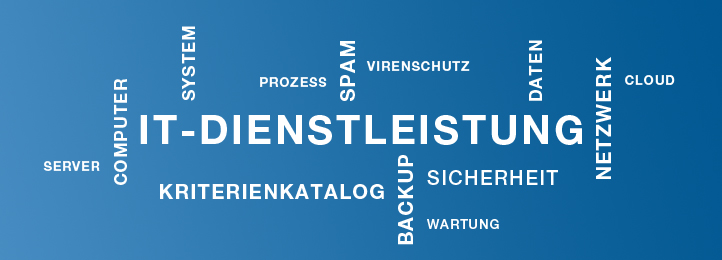 SYSTEM
SPAM
VIRENSCHUTZ
DATEN
PROZESS
NETZWERK
CLOUD
COMPUTER
IT-DIENSTLEISTUNG
SERVER
KRITERIENKATALOG
BACKUP
SICHERHEIT
WARTUNG